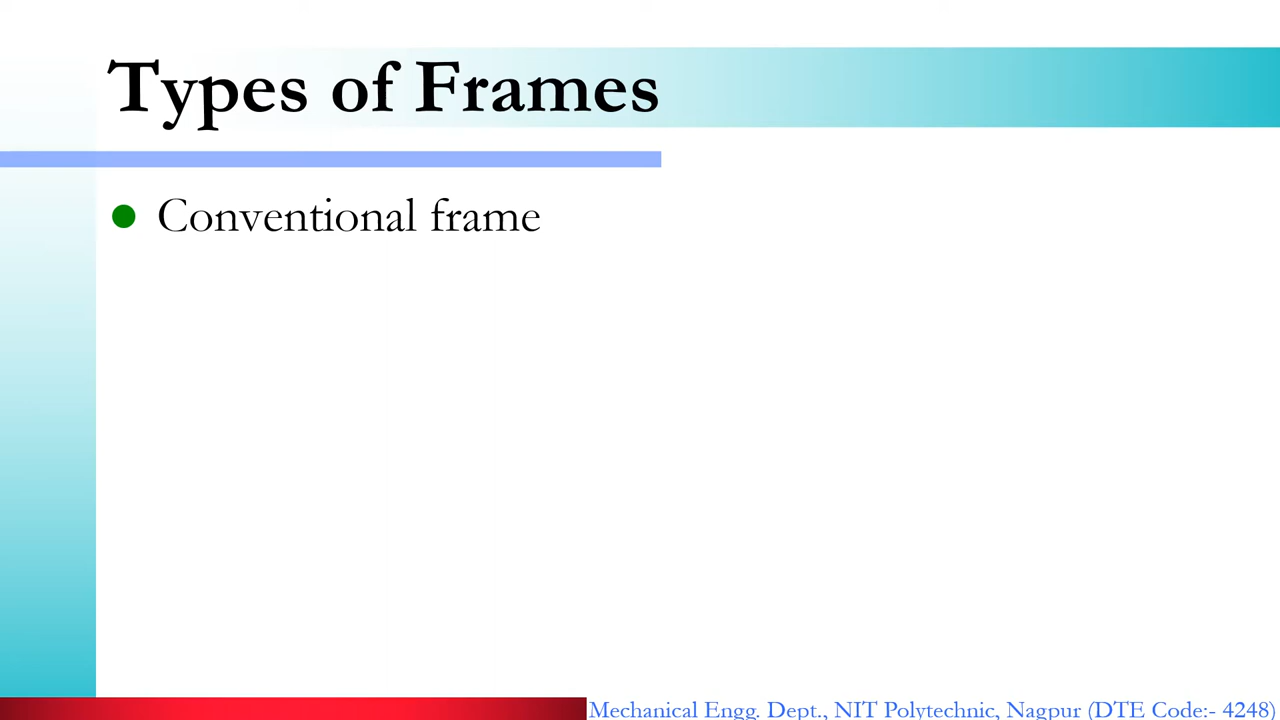 Types of Frames
Conventional frame
Mechanical Engg. Dept., NIT Polytechnic, Nagpur (DTE Code:- 4248)